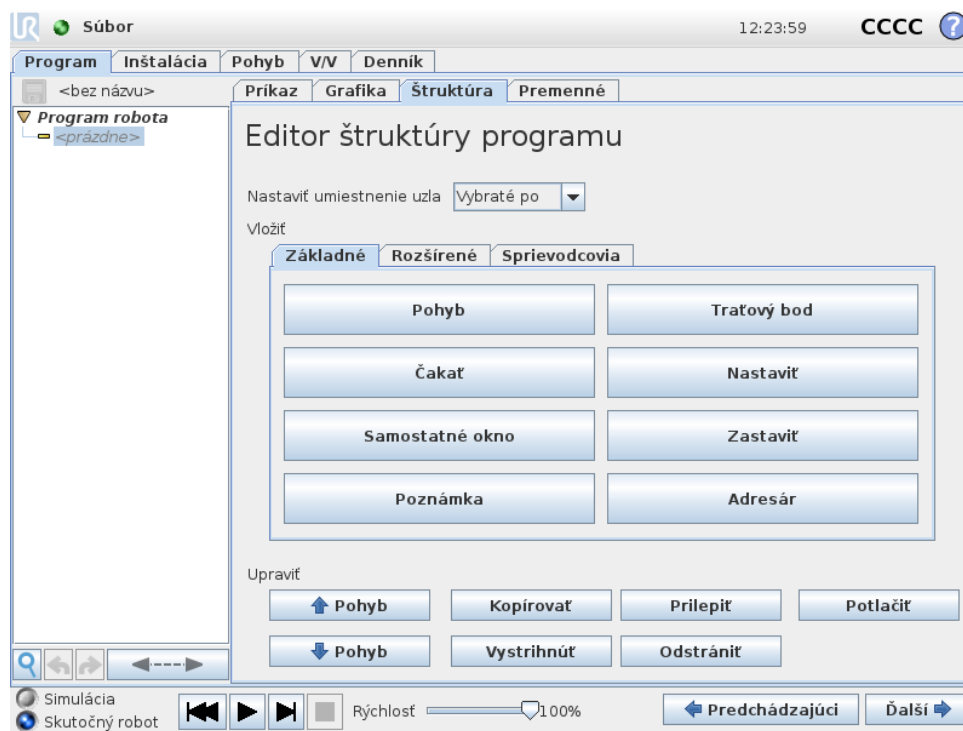 Súbor 12:23:59 CCCC ?
Program Inštalácia Pohyb V/V Denník
<bez názvu> Príkaz Grafika Štruktúra Premenné
Program robota
<prázdne>
Editor štruktúry programu
Nastaviť umiestnenie uzla Vybraté po
Vložiť
Základné Rozšírené Sprievodcovia
Pohyb Traťový bod
Čakať Nastaviť
Samostatné okno Zastaviť
Poznámka Adresár
Upraviť
Pohyb Kopírovať Prilepiť Potlačiť
Pohyb Vystrihnúť Odstrániť
Simulácia
Skutočný robot
Rýchlosť 100% Predchádzajúci Ďalší